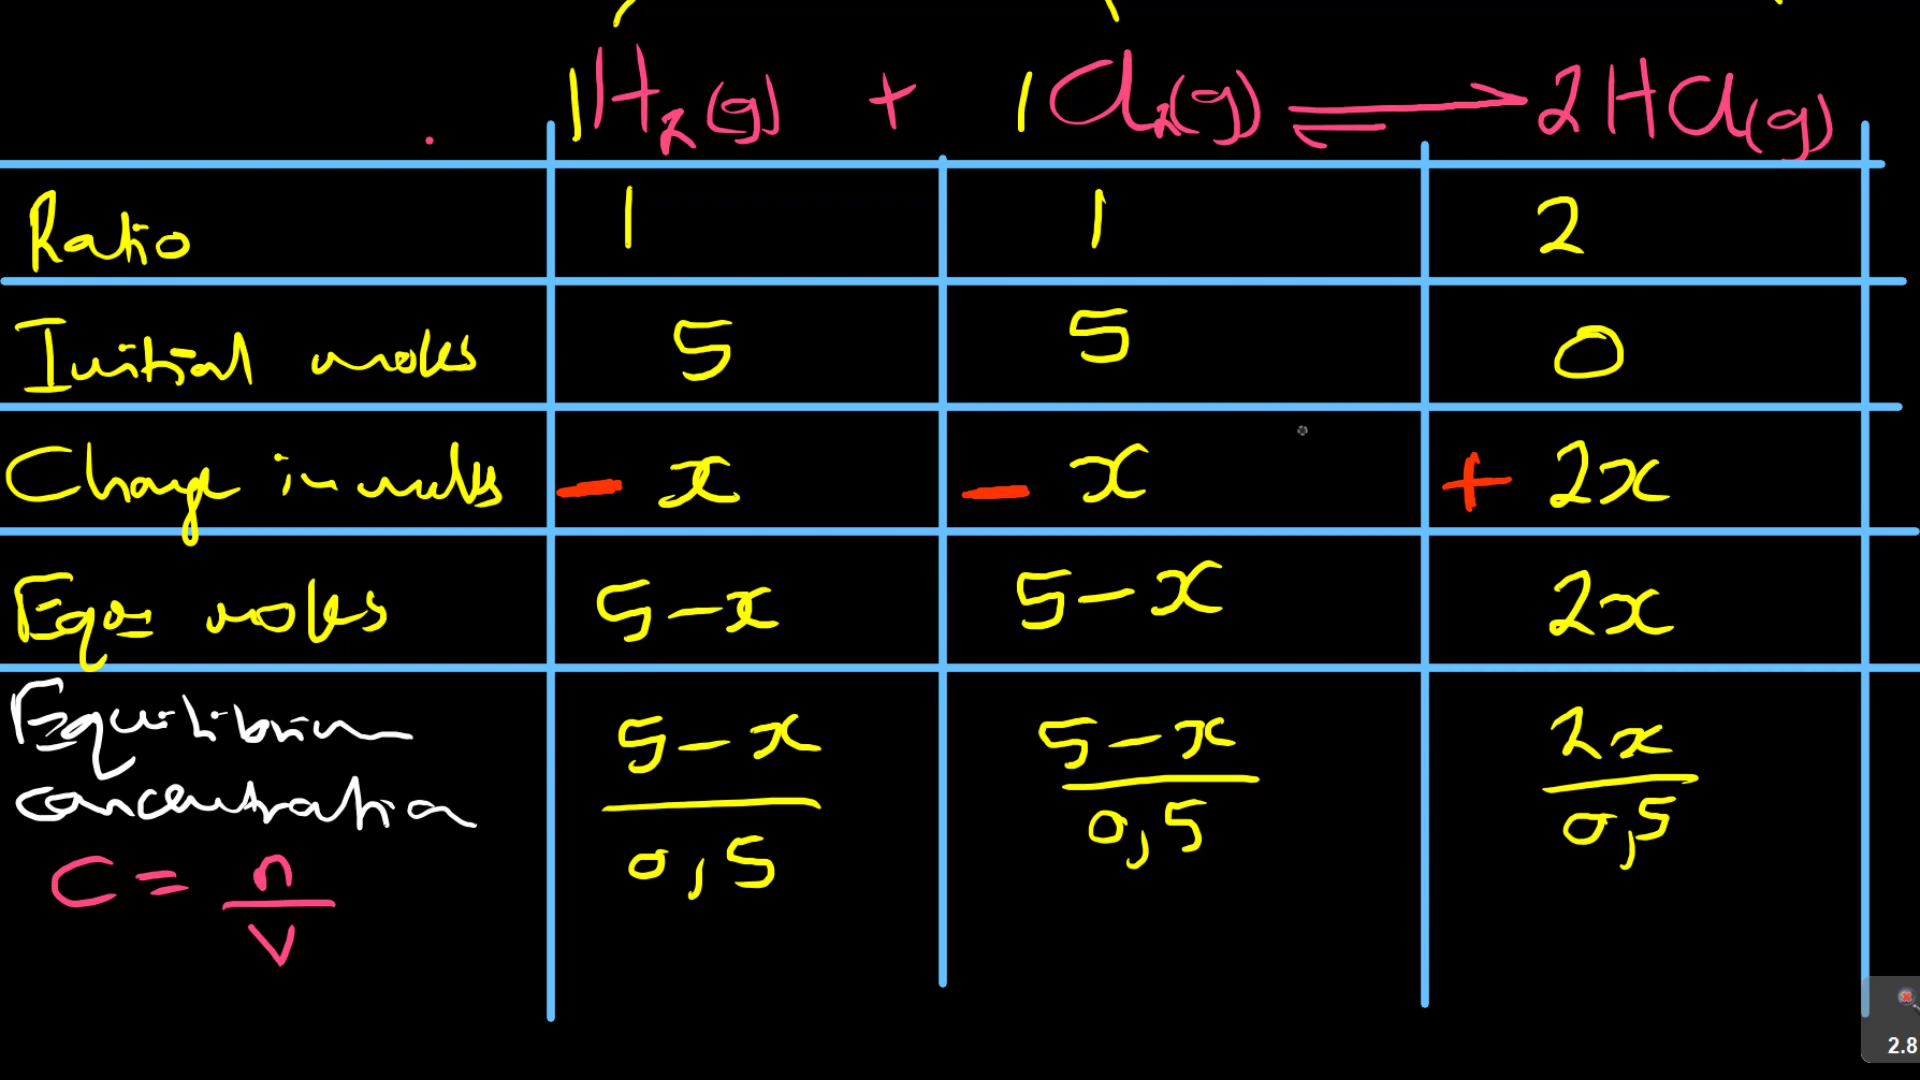 1H₂(g) + 1Cl₂(g) ⇌ 2HCl(g)
Ratio 1 1 2
Initial moles 5 5 0
Change in moles - x - x + 2x
Eqm moles 5-x 5-x 2x
Equilibrium concentration 5-x/0,5 5-x/0,5 2x/0,5
C = n/V
2.8